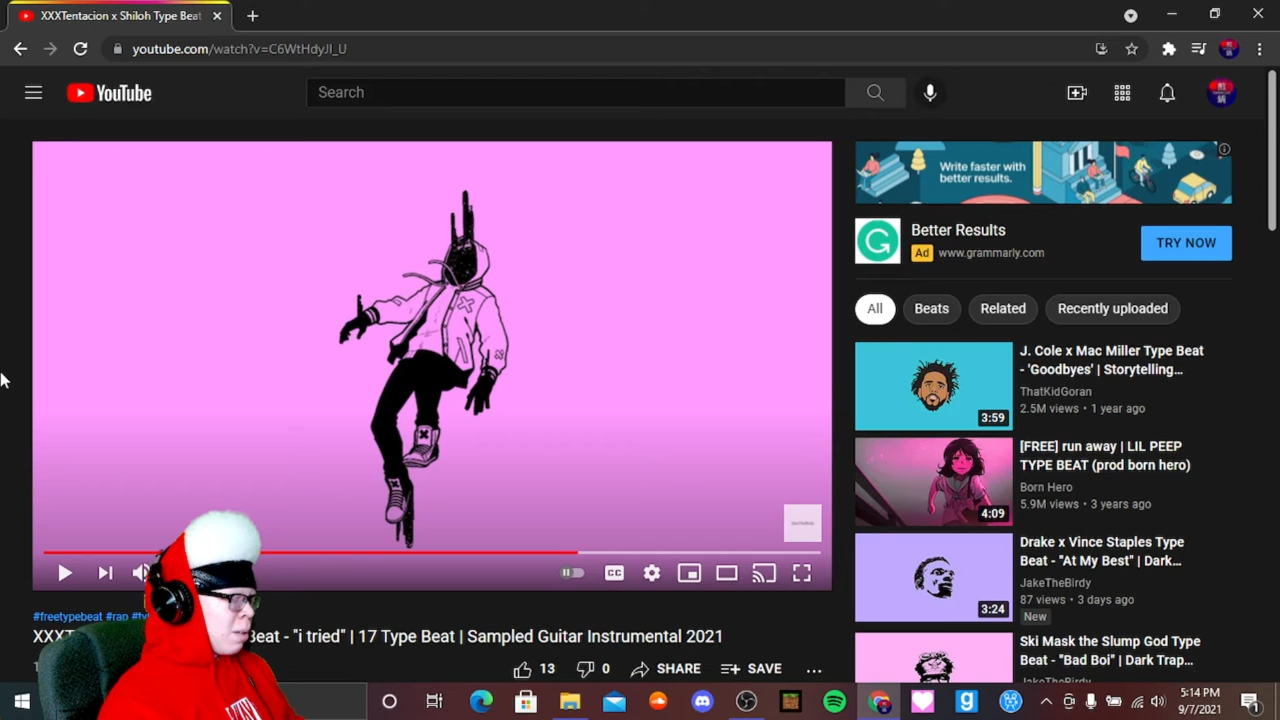 XXXTentacion x Shiloh Type Beat
youtube.com/watch?v=C6WtHdyJl_U
YouTube
Search
Write faster with
better results.
Better Results
Ad www.grammarly.com
TRY NOW
All Beats Related Recently uploaded
J. Cole x Mac Miller Type Beat
- 'Goodbyes' | Storytelling...
ThatKidGoran
2.5M views • 1 year ago
3:59
[FREE] run away | LIL PEEP
TYPE BEAT (prod born hero)
Born Hero
5.9M views • 3 years ago
4:09
Drake x Vince Staples Type
Beat - "At My Best" | Dark...
JakeTheBirdy
87 views • 3 days ago
3:24
New
Ski Mask the Slump God Type
Beat - "Bad Boi" | Dark Trap...
JakeTheBirdy
CC
#freetypebeat #rap
Beat - "i tried" | 17 Type Beat | Sampled Guitar Instrumental 2021
13 0 SHARE SAVE
5:14 PM
9/7/2021
1